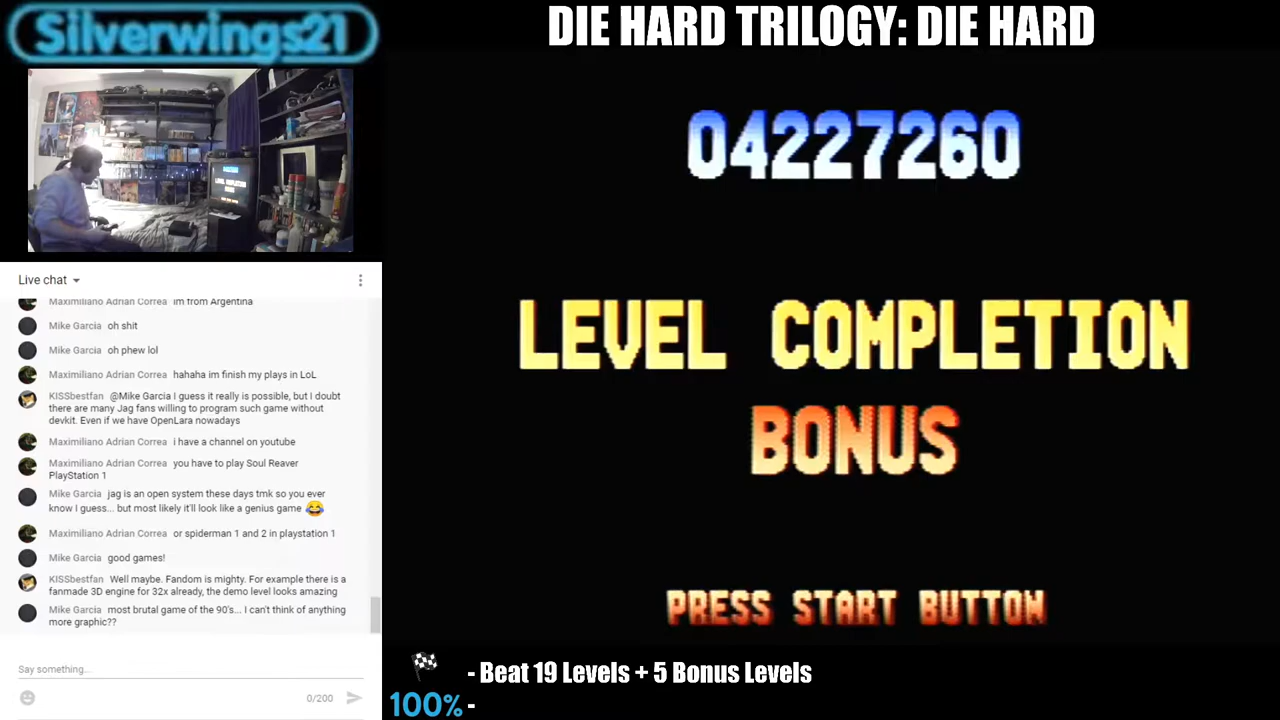 Silverwings21
DIE HARD TRILOGY: DIE HARD
04227260
LEVEL COMPLETION
BONUS
PRESS START BUTTON
Live chat
Maximiliano Adrian Correa im from Argentina
Mike Garcia oh shit
Mike Garcia oh phew lol
Maximiliano Adrian Correa hahaha im finish my plays in LoL
KISSbestfan @Mike Garcia I guess it really is possible, but I doubt
there are many Jag fans willing to program such game without
devkit. Even if we have OpenLara nowadays
Maximiliano Adrian Correa i have a channel on youtube
Maximiliano Adrian Correa you have to play Soul Reaver
PlayStation 1
Mike Garcia jag is an open system these days tmk so you ever
know I guess... but most likely it'll look like a genius game 😂
Maximiliano Adrian Correa or spiderman 1 and 2 in playstation 1
Mike Garcia good games!
KISSbestfan Well maybe. Fandom is mighty. For example there is a
fanmade 3D engine for 32x already, the demo level looks amazing
Mike Garcia most brutal game of the 90's... I can't think of anything
more graphic??
Say something...
0/200
- Beat 19 Levels + 5 Bonus Levels
100% -